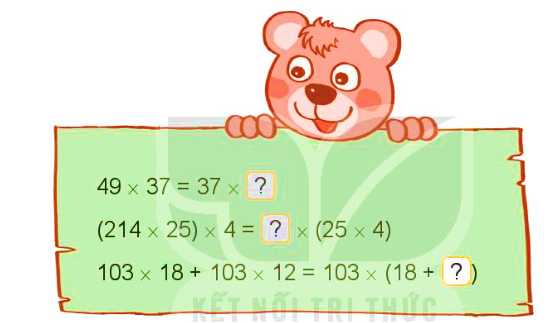 49 × 37 = 37 × ?
(214 × 25) × 4 = ? × (25 × 4)
103 × 18 + 103 × 12 = 103 × (18 + ?)
KẾT NỐI TRI THỨC